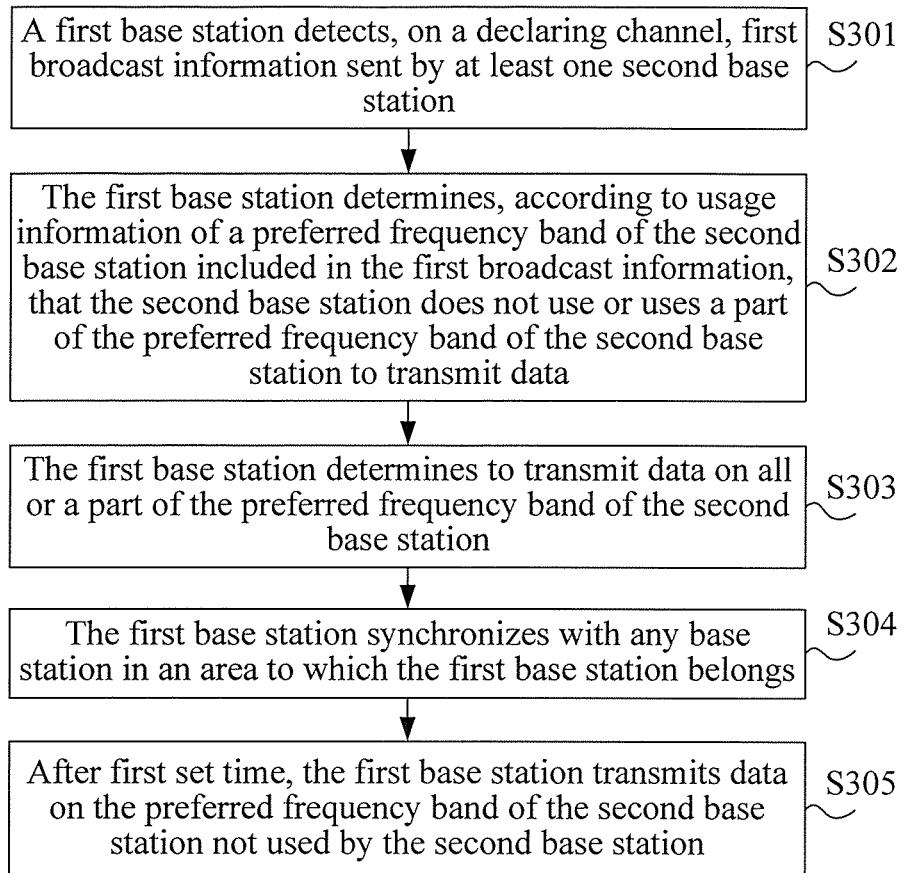 A first base station detects, on a declaring channel, first
broadcast information sent by at least one second base
station
S301
The first base station determines, according to usage
information of a preferred frequency band of the second
base station included in the first broadcast information,
that the second base station does not use or uses a part
of the preferred frequency band of the second base
station to transmit data
S302
The first base station determines to transmit data on all
or a part of the preferred frequency band of the second
base station
S303
The first base station synchronizes with any base
station in an area to which the first base station belongs
S304
After first set time, the first base station transmits data
on the preferred frequency band of the second base
station not used by the second base station
S305